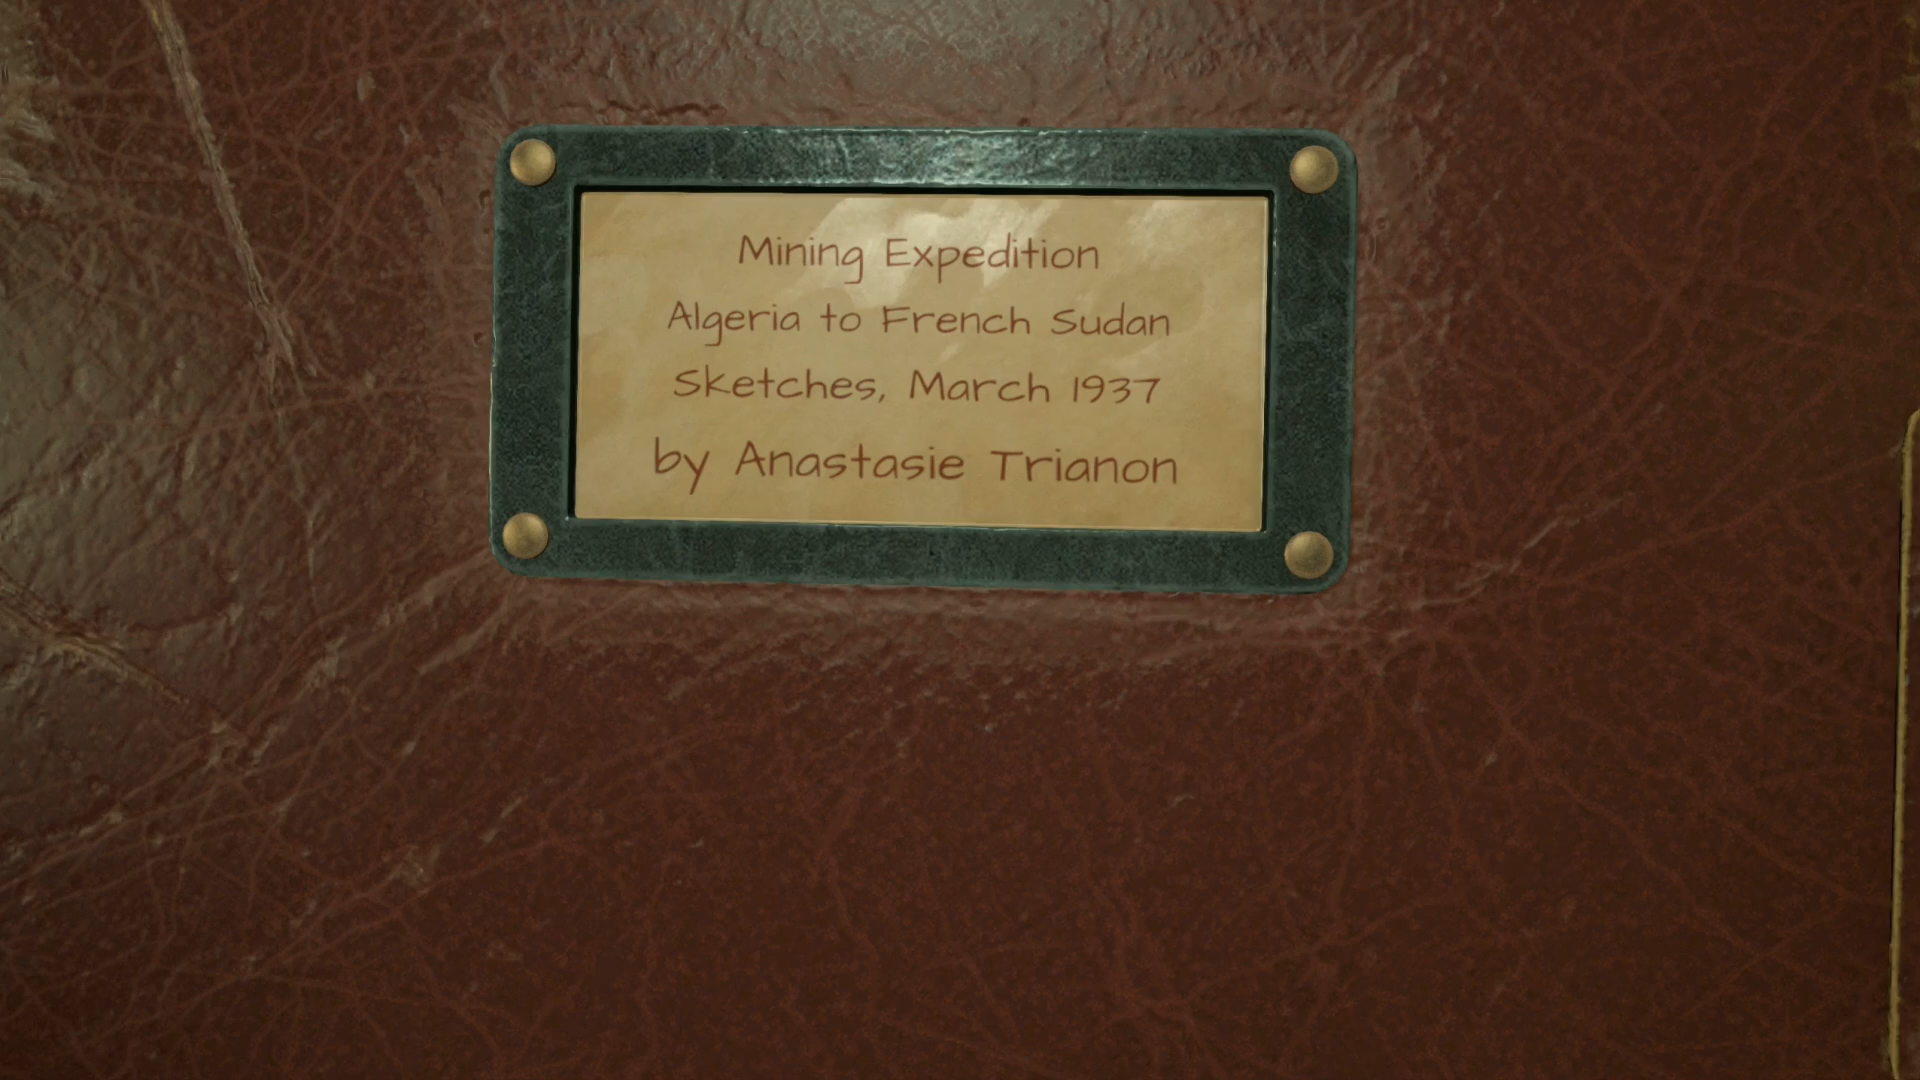 Mining Expedition
Algeria to French Sudan
Sketches, March 1937
by Anastasie Trianon